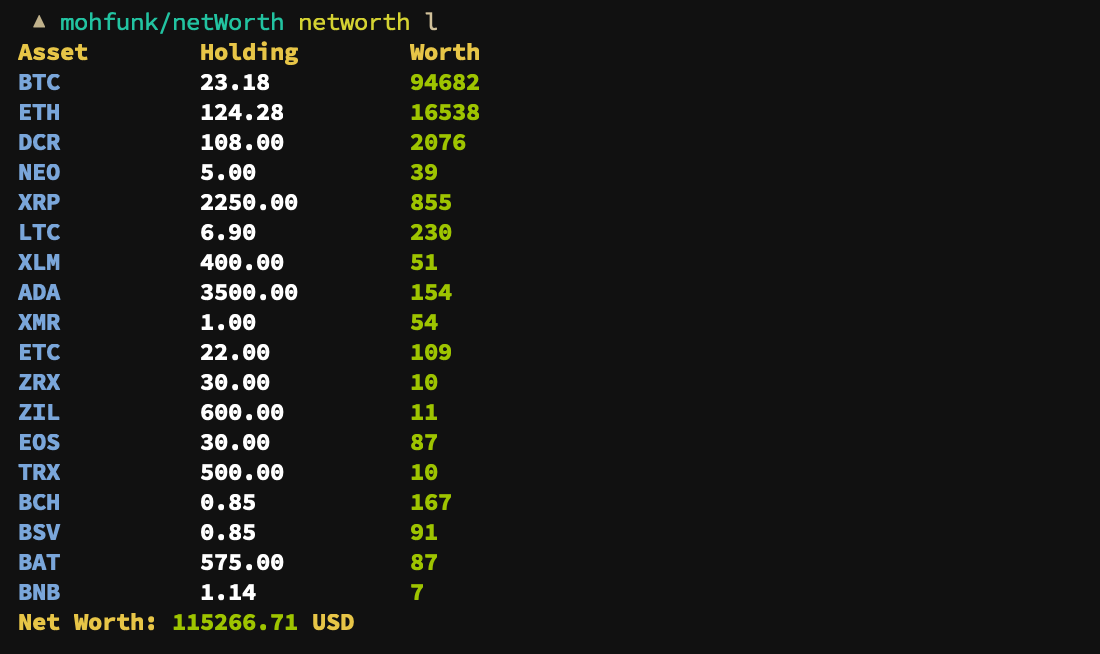 ▲ mohfunk/netWorth networth l
Asset Holding Worth
BTC 23.18 94682
ETH 124.28 16538
DCR 108.00 2076
NEO 5.00 39
XRP 2250.00 855
LTC 6.90 230
XLM 400.00 51
ADA 3500.00 154
XMR 1.00 54
ETC 22.00 109
ZRX 30.00 10
ZIL 600.00 11
EOS 30.00 87
TRX 500.00 10
BCH 0.85 167
BSV 0.85 91
BAT 575.00 87
BNB 1.14 7
Net Worth: 115266.71 USD